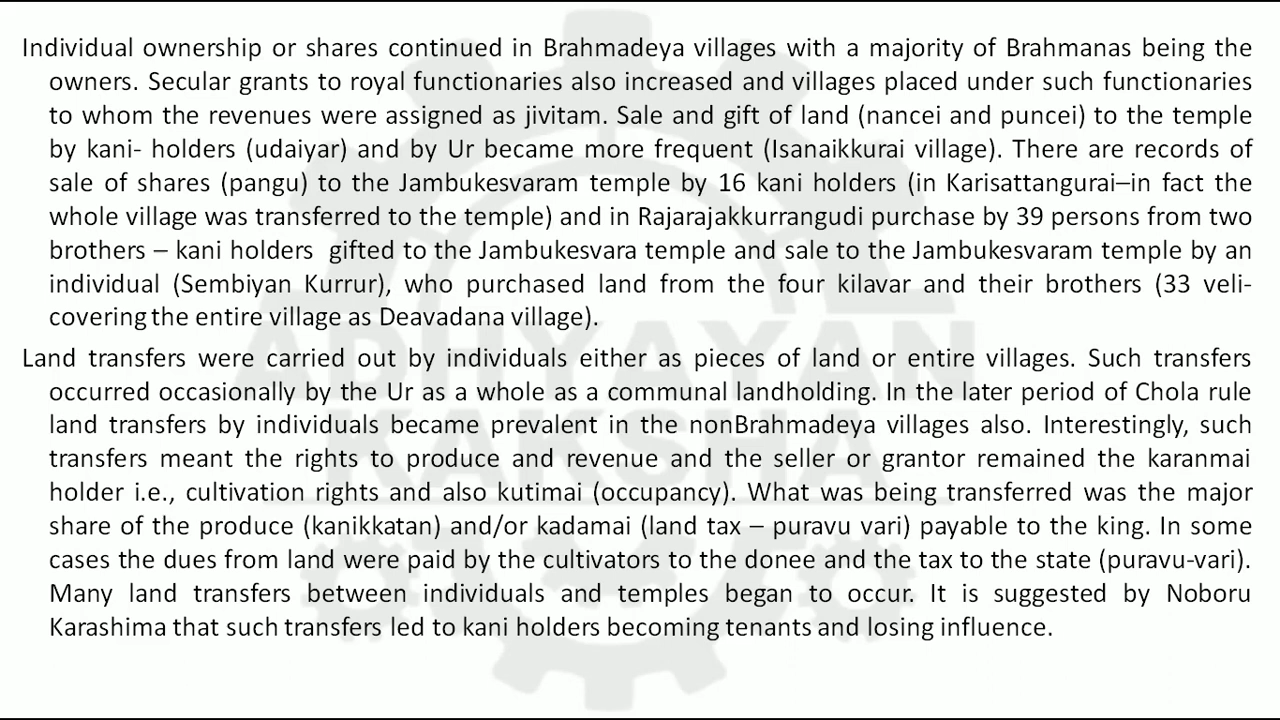 Individual ownership or shares continued in Brahmadeya villages with a majority of Brahmanas being the
owners. Secular grants to royal functionaries also increased and villages placed under such functionaries
to whom the revenues were assigned as jivitam. Sale and gift of land (nancei and puncei) to the temple
by kani- holders (udaiyar) and by Ur became more frequent (Isanaikkurai village). There are records of
sale of shares (pangu) to the Jambukesvaram temple by 16 kani holders (in Karisattangurai–in fact the
whole village was transferred to the temple) and in Rajarajakkurrangudi purchase by 39 persons from two
brothers – kani holders gifted to the Jambukesvara temple and sale to the Jambukesvaram temple by an
individual (Sembiyan Kurrur), who purchased land from the four kilavar and their brothers (33 veli-
covering the entire village as Deavadana village).
Land transfers were carried out by individuals either as pieces of land or entire villages. Such transfers
occurred occasionally by the Ur as a whole as a communal landholding. In the later period of Chola rule
land transfers by individuals became prevalent in the nonBrahmadeya villages also. Interestingly, such
transfers meant the rights to produce and revenue and the seller or grantor remained the karanmai
holder i.e., cultivation rights and also kutimai (occupancy). What was being transferred was the major
share of the produce (kanikkatan) and/or kadamai (land tax – puravu vari) payable to the king. In some
cases the dues from land were paid by the cultivators to the donee and the tax to the state (puravu-vari).
Many land transfers between individuals and temples began to occur. It is suggested by Noboru
Karashima that such transfers led to kani holders becoming tenants and losing influence.
ADHYAYAN
KAKSHA